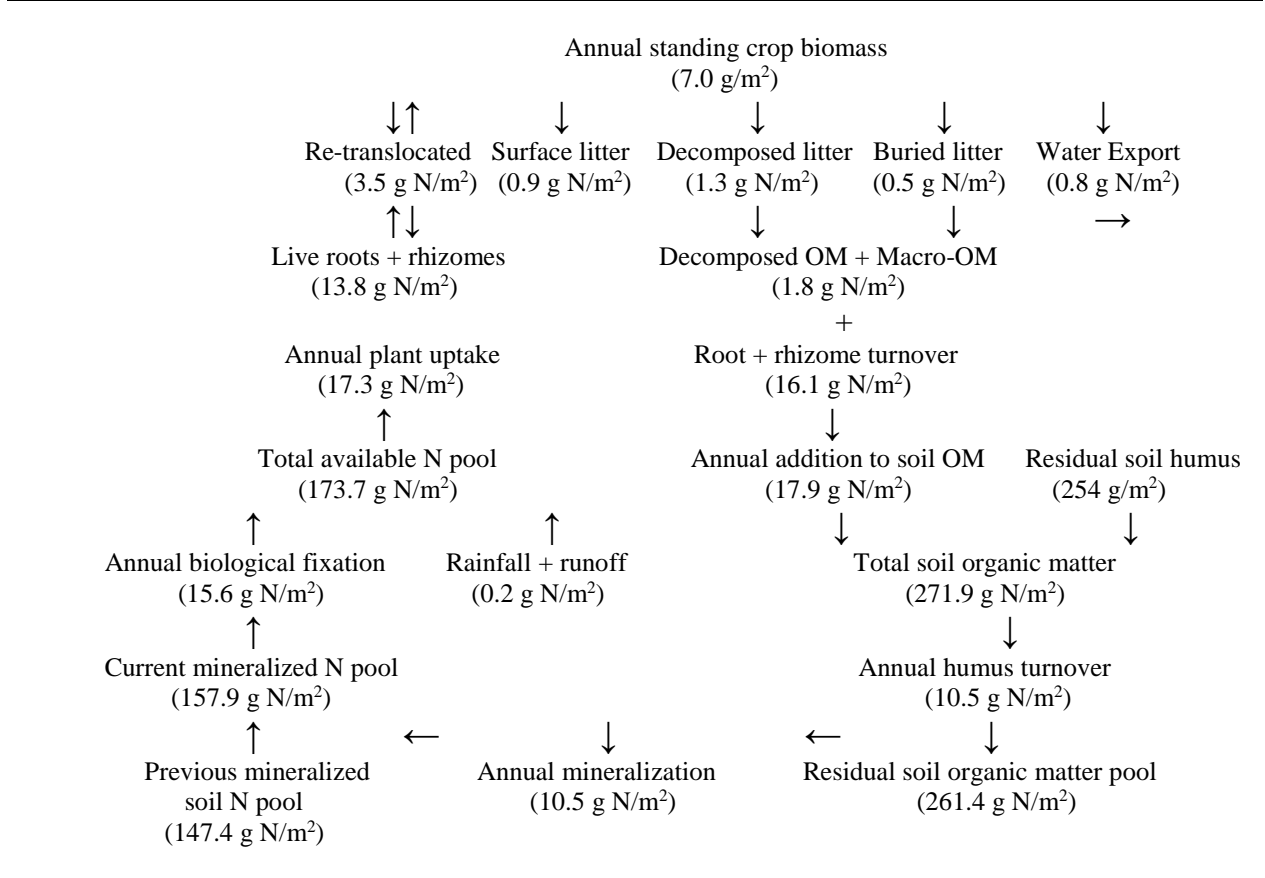 Annual standing crop biomass
(7.0 g/m²)
↓↑ ↓ ↓ ↓ ↓
Re-translocated Surface litter Decomposed litter Buried litter Water Export
(3.5 g N/m²) (0.9 g N/m²) (1.3 g N/m²) (0.5 g N/m²) (0.8 g N/m²)
↑↓ ↓ ↓ →
Live roots + rhizomes Decomposed OM + Macro-OM
(13.8 g N/m²) (1.8 g N/m²)
+
Annual plant uptake Root + rhizome turnover
(17.3 g N/m²) (16.1 g N/m²)
↑ ↓
Total available N pool Annual addition to soil OM Residual soil humus
(173.7 g N/m²) (17.9 g N/m²) (254 g/m²)
↑ ↑ ↓ ↓
Annual biological fixation Rainfall + runoff Total soil organic matter
(15.6 g N/m²) (0.2 g N/m²) (271.9 g N/m²)
↑ ↓
Current mineralized N pool Annual humus turnover
(157.9 g N/m²) (10.5 g N/m²)
↑ ← ↓ ← ↓
Previous mineralized Annual mineralization Residual soil organic matter pool
soil N pool (10.5 g N/m²) (261.4 g N/m²)
(147.4 g N/m²)